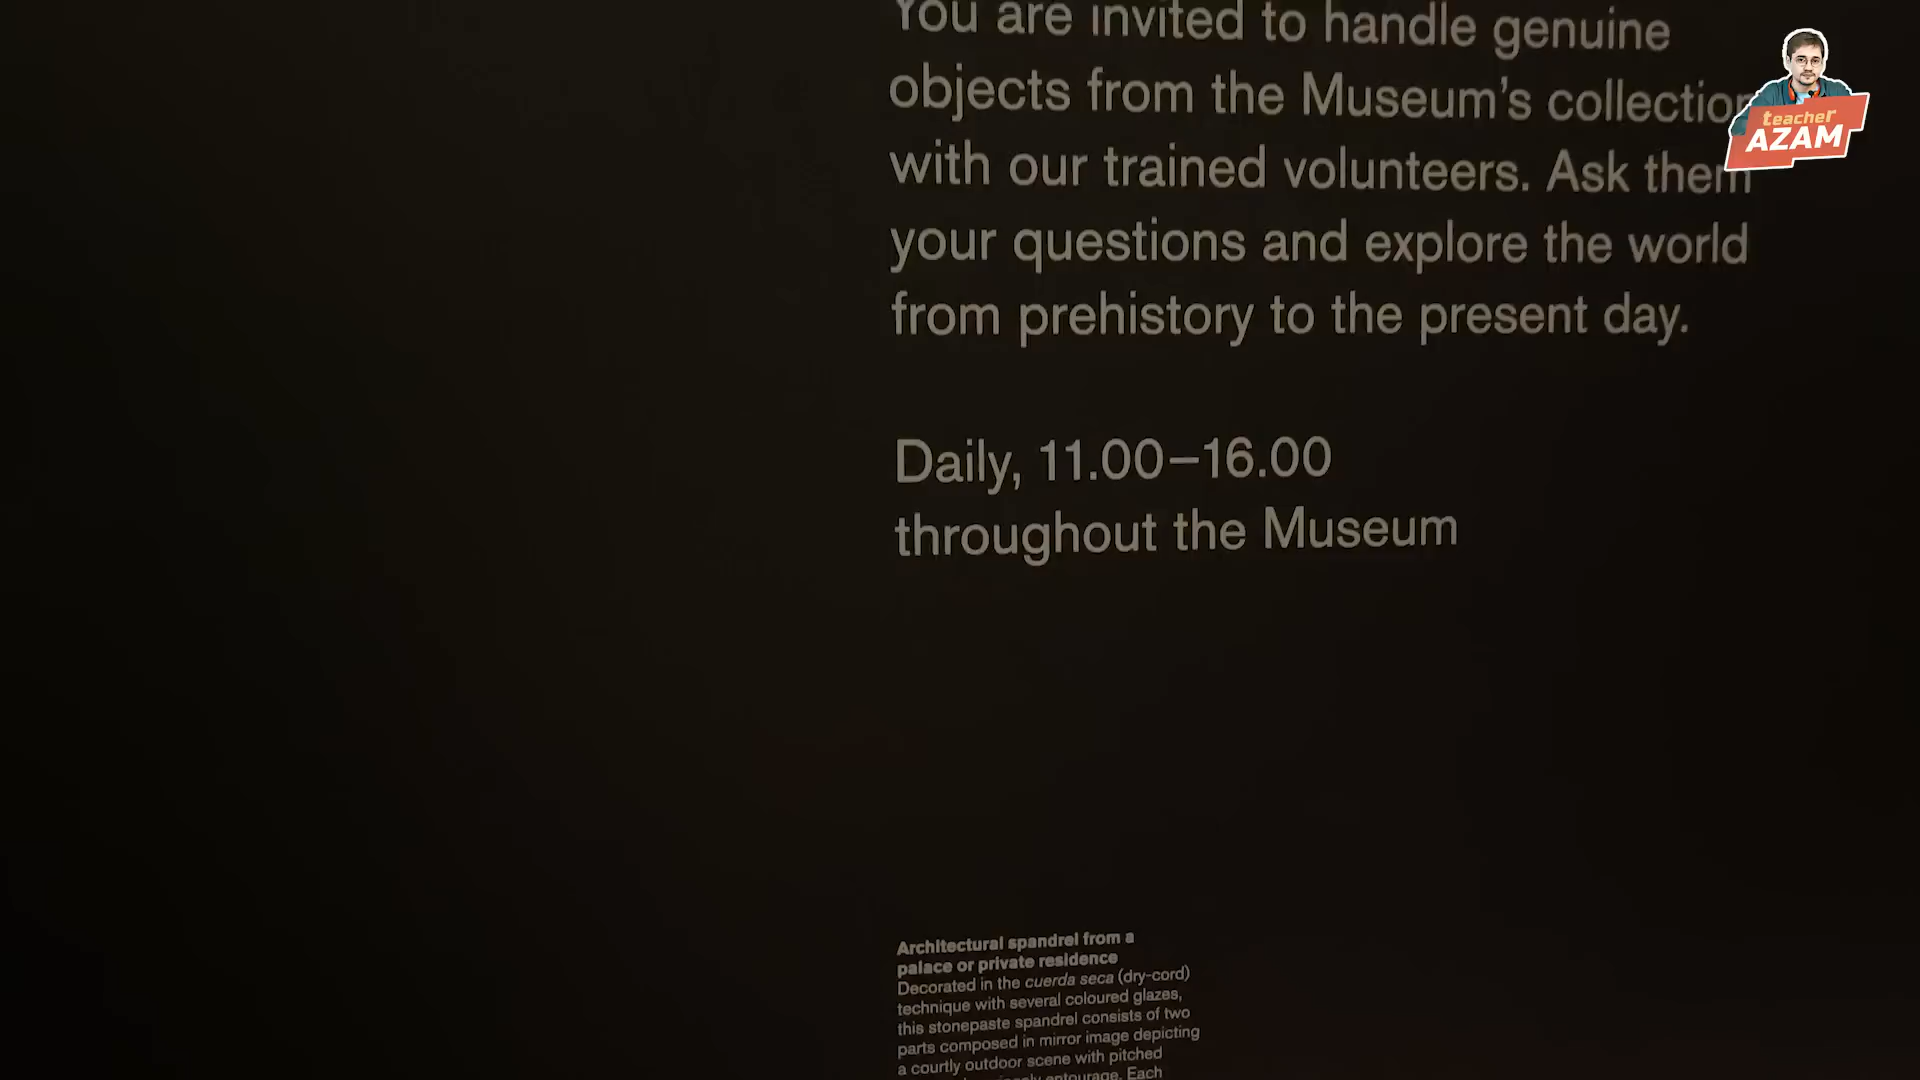 You are invited to handle genuine
objects from the Museum's collection
with our trained volunteers. Ask them
your questions and explore the world
from prehistory to the present day.
Daily, 11.00–16.00
throughout the Museum
teacher
AZAM
Architectural spandrel from a
palace or private residence
Decorated in the cuerda seca (dry-cord)
technique with several coloured glazes,
this stonepaste spandrel consists of two
parts composed in mirror image depicting
a courtly outdoor scene with pitched
entourage. Each